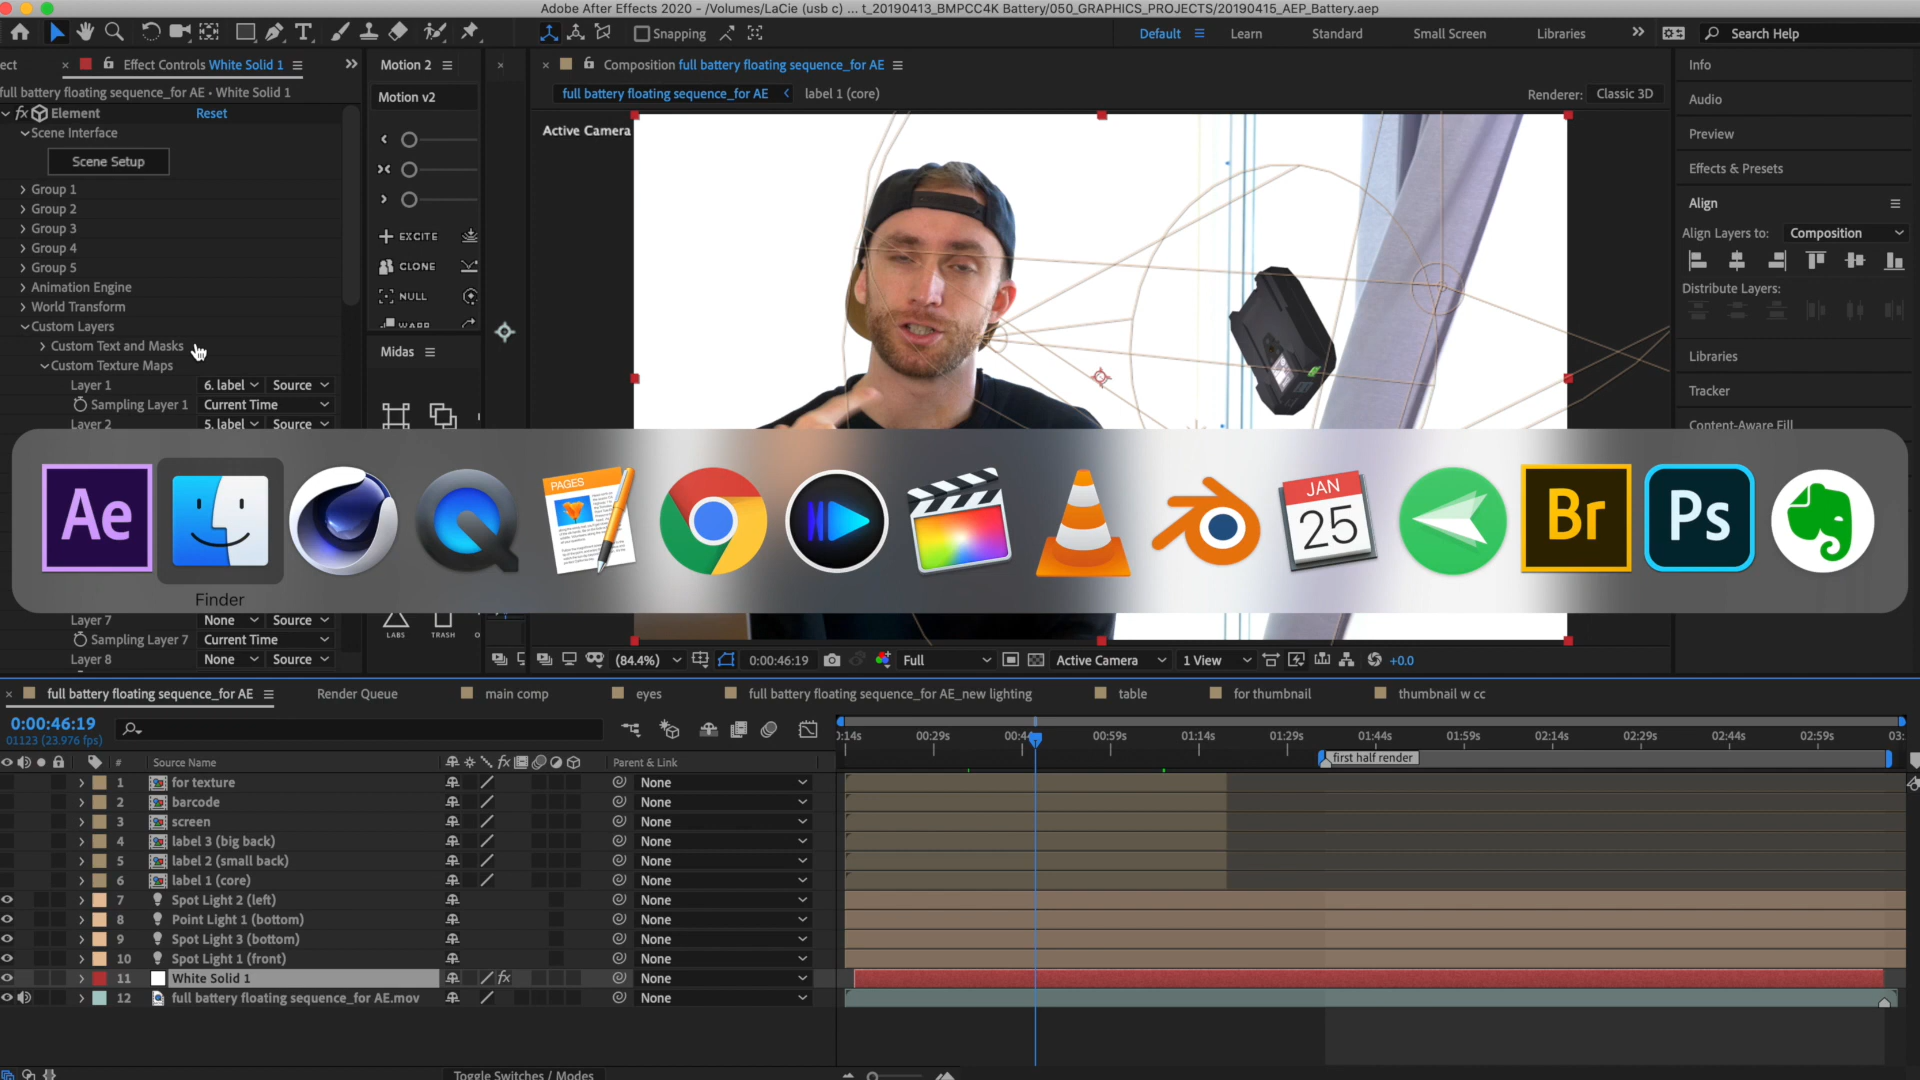 Adobe After Effects 2020 - /Volumes/LaCie (usb c) ... t_20190413_BMPCC4K Battery/050_GRAPHICS_PROJECTS/20190415_AEP_Battery.aep
Snapping
Default
Learn
Standard
Small Screen
Libraries
Search Help
ect
Effect Controls White Solid 1
Motion 2
Composition full battery floating sequence_for AE
Info
full battery floating sequence_for AE • White Solid 1
Motion v2
full battery floating sequence_for AE
label 1 (core)
Renderer:
Classic 3D
Audio
fx Element
Reset
Active Camera
Preview
Scene Interface
Scene Setup
Effects & Presets
Group 1
Group 2
Group 3
Group 4
Group 5
Animation Engine
World Transform
Custom Layers
Custom Text and Masks
Custom Texture Maps
Layer 1
6. label
Source
Sampling Layer 1
Current Time
Layer 2
5. label
Source
EXCITE
CLONE
NULL
WARP
Midas
Align
Align Layers to:
Composition
Distribute Layers:
Libraries
Tracker
Content-Aware Fill
Ae
PAGES
JAN
25
Br
Ps
Finder
Layer 7
None
Source
Sampling Layer 7
Current Time
Layer 8
None
Source
LABS
TRASH
(84.4%)
0:00:46:19
Full
Active Camera
1 View
+0.0
full battery floating sequence_for AE
Render Queue
main comp
eyes
full battery floating sequence_for AE_new lighting
table
for thumbnail
thumbnail w cc
0:00:46:19
01123 (23.976 fps)
0:14s
00:29s
00:44
00:59s
01:14s
01:29s
01:44s
01:59s
02:14s
02:29s
02:44s
02:59s
03:
first half render
#
Source Name
fx
Parent & Link
1
for texture
None
2
barcode
None
3
screen
None
4
label 3 (big back)
None
5
label 2 (small back)
None
6
label 1 (core)
None
7
Spot Light 2 (left)
None
8
Point Light 1 (bottom)
None
9
Spot Light 3 (bottom)
None
10
Spot Light 1 (front)
None
11
White Solid 1
fx
None
12
full battery floating sequence_for AE.mov
None
Toggle Switches / Modes